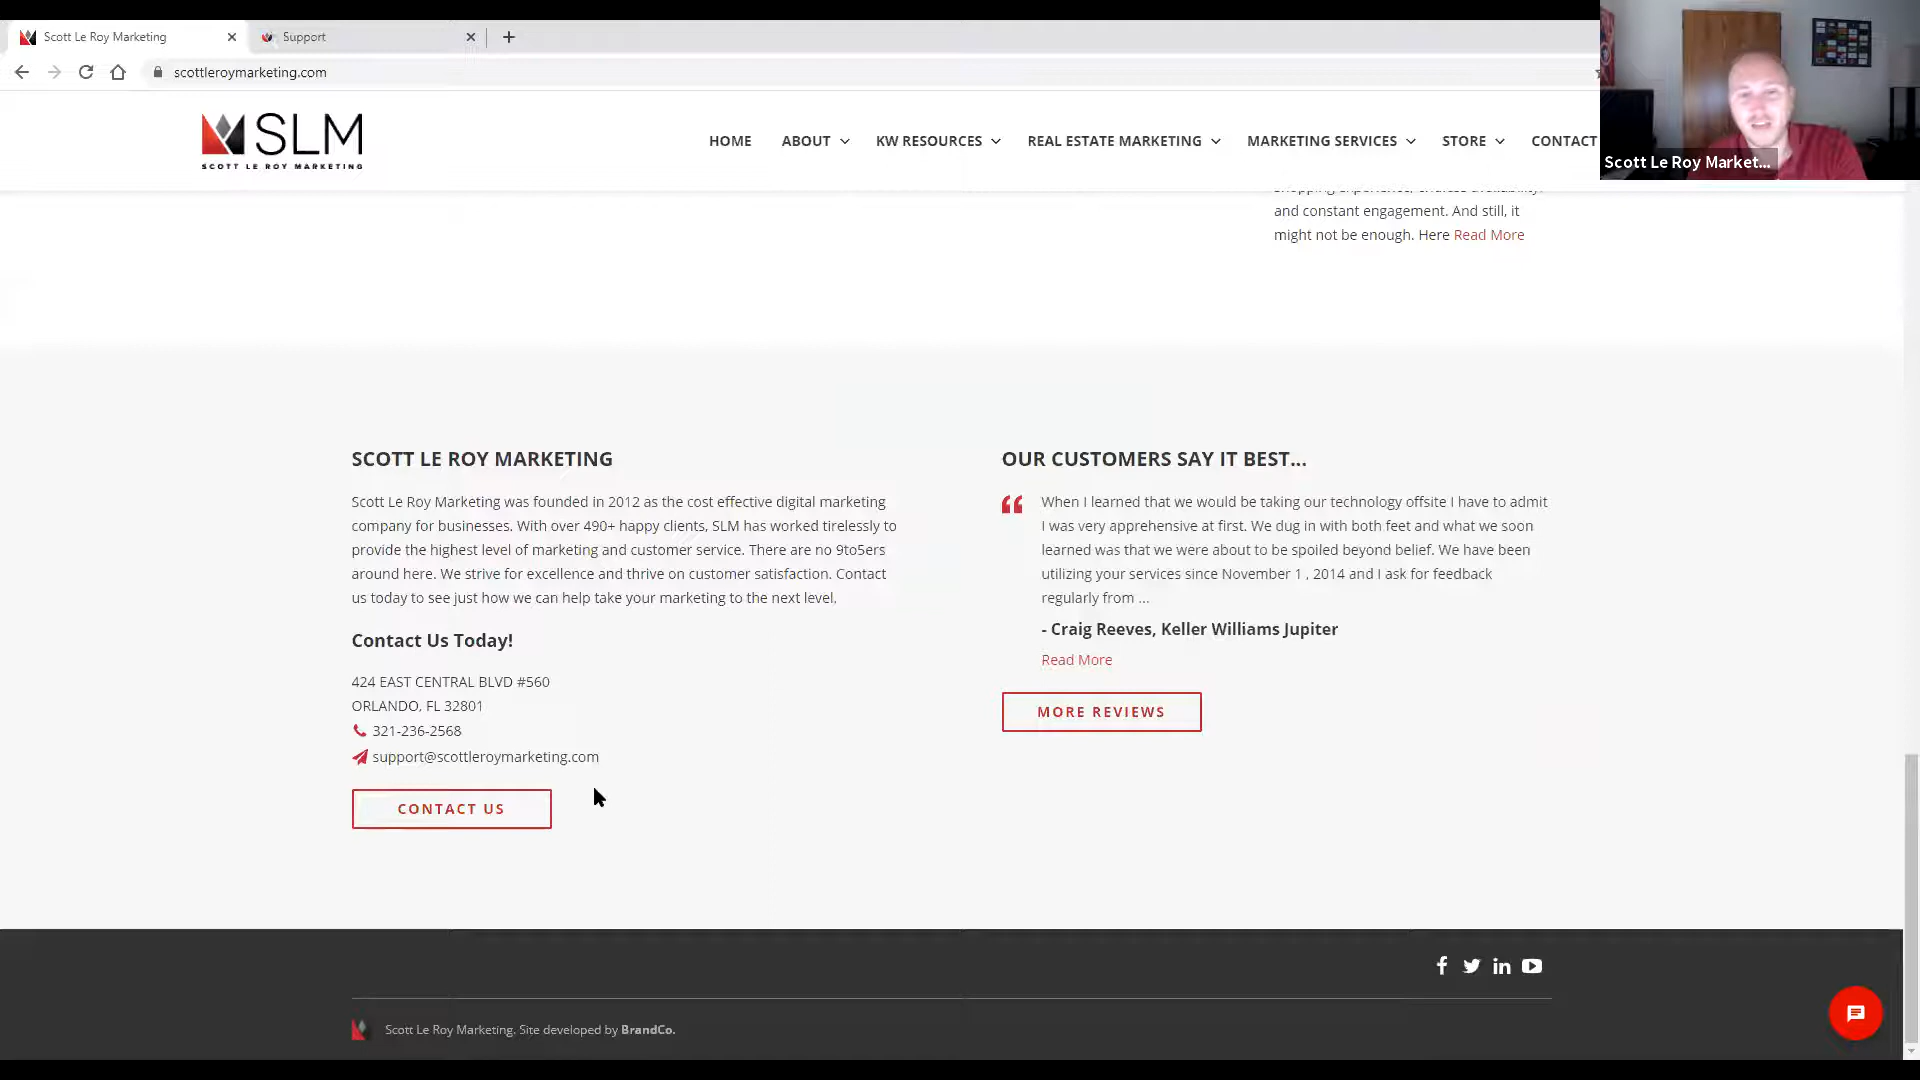 Scott Le Roy Marketing
Support
scottleroymarketing.com
SLM
SCOTT LE ROY MARKETING
HOME ABOUT KW RESOURCES REAL ESTATE MARKETING MARKETING SERVICES STORE CONTACT
Scott Le Roy Market...
and constant engagement. And still, it
might not be enough. Here Read More
SCOTT LE ROY MARKETING
Scott Le Roy Marketing was founded in 2012 as the cost effective digital marketing
company for businesses. With over 490+ happy clients, SLM has worked tirelessly to
provide the highest level of marketing and customer service. There are no 9to5ers
around here. We strive for excellence and thrive on customer satisfaction. Contact
us today to see just how we can help take your marketing to the next level.
Contact Us Today!
424 EAST CENTRAL BLVD #560
ORLANDO, FL 32801
321-236-2568
support@scottleroymarketing.com
CONTACT US
OUR CUSTOMERS SAY IT BEST...
When I learned that we would be taking our technology offsite I have to admit
I was very apprehensive at first. We dug in with both feet and what we soon
learned was that we were about to be spoiled beyond belief. We have been
utilizing your services since November 1 , 2014 and I ask for feedback
regularly from ...
- Craig Reeves, Keller Williams Jupiter
Read More
MORE REVIEWS
Scott Le Roy Marketing. Site developed by BrandCo.